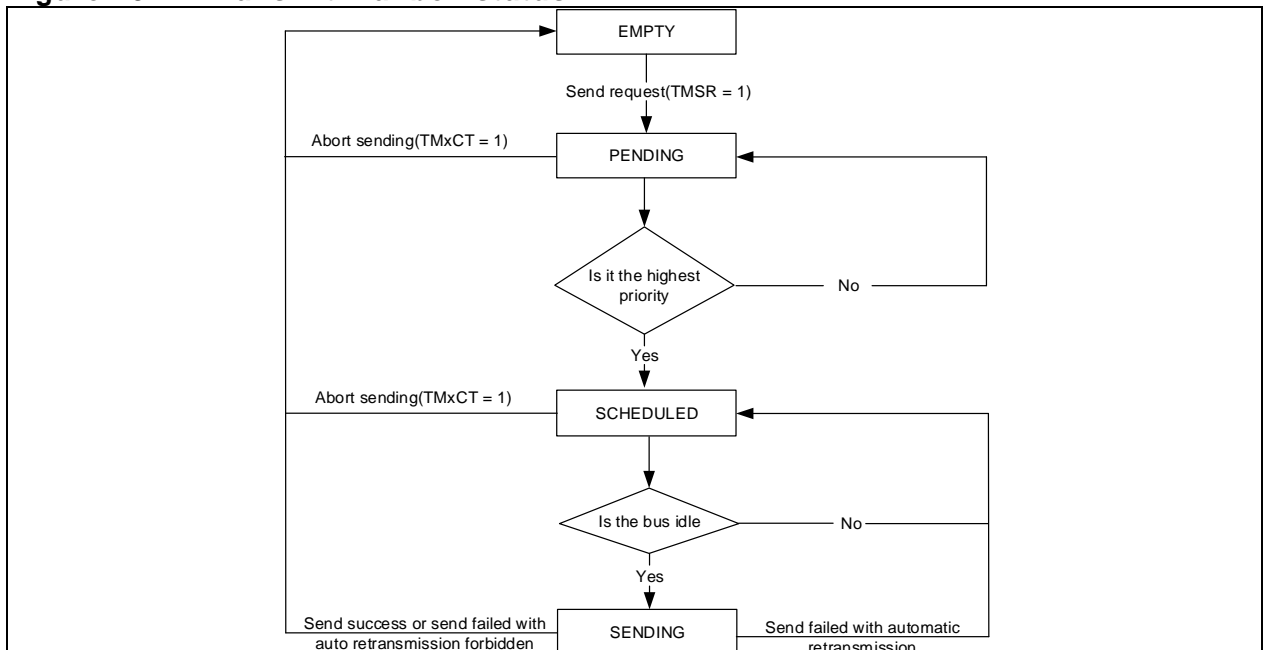 EMPTY
Send request(TMSR = 1)
Abort sending(TMxCT = 1)
PENDING
Is it the highest
priority
No
Yes
Abort sending(TMxCT = 1)
SCHEDULED
Is the bus idle
No
Yes
Send success or send failed with
auto retransmission forbidden
SENDING
Send failed with automatic
retransmission